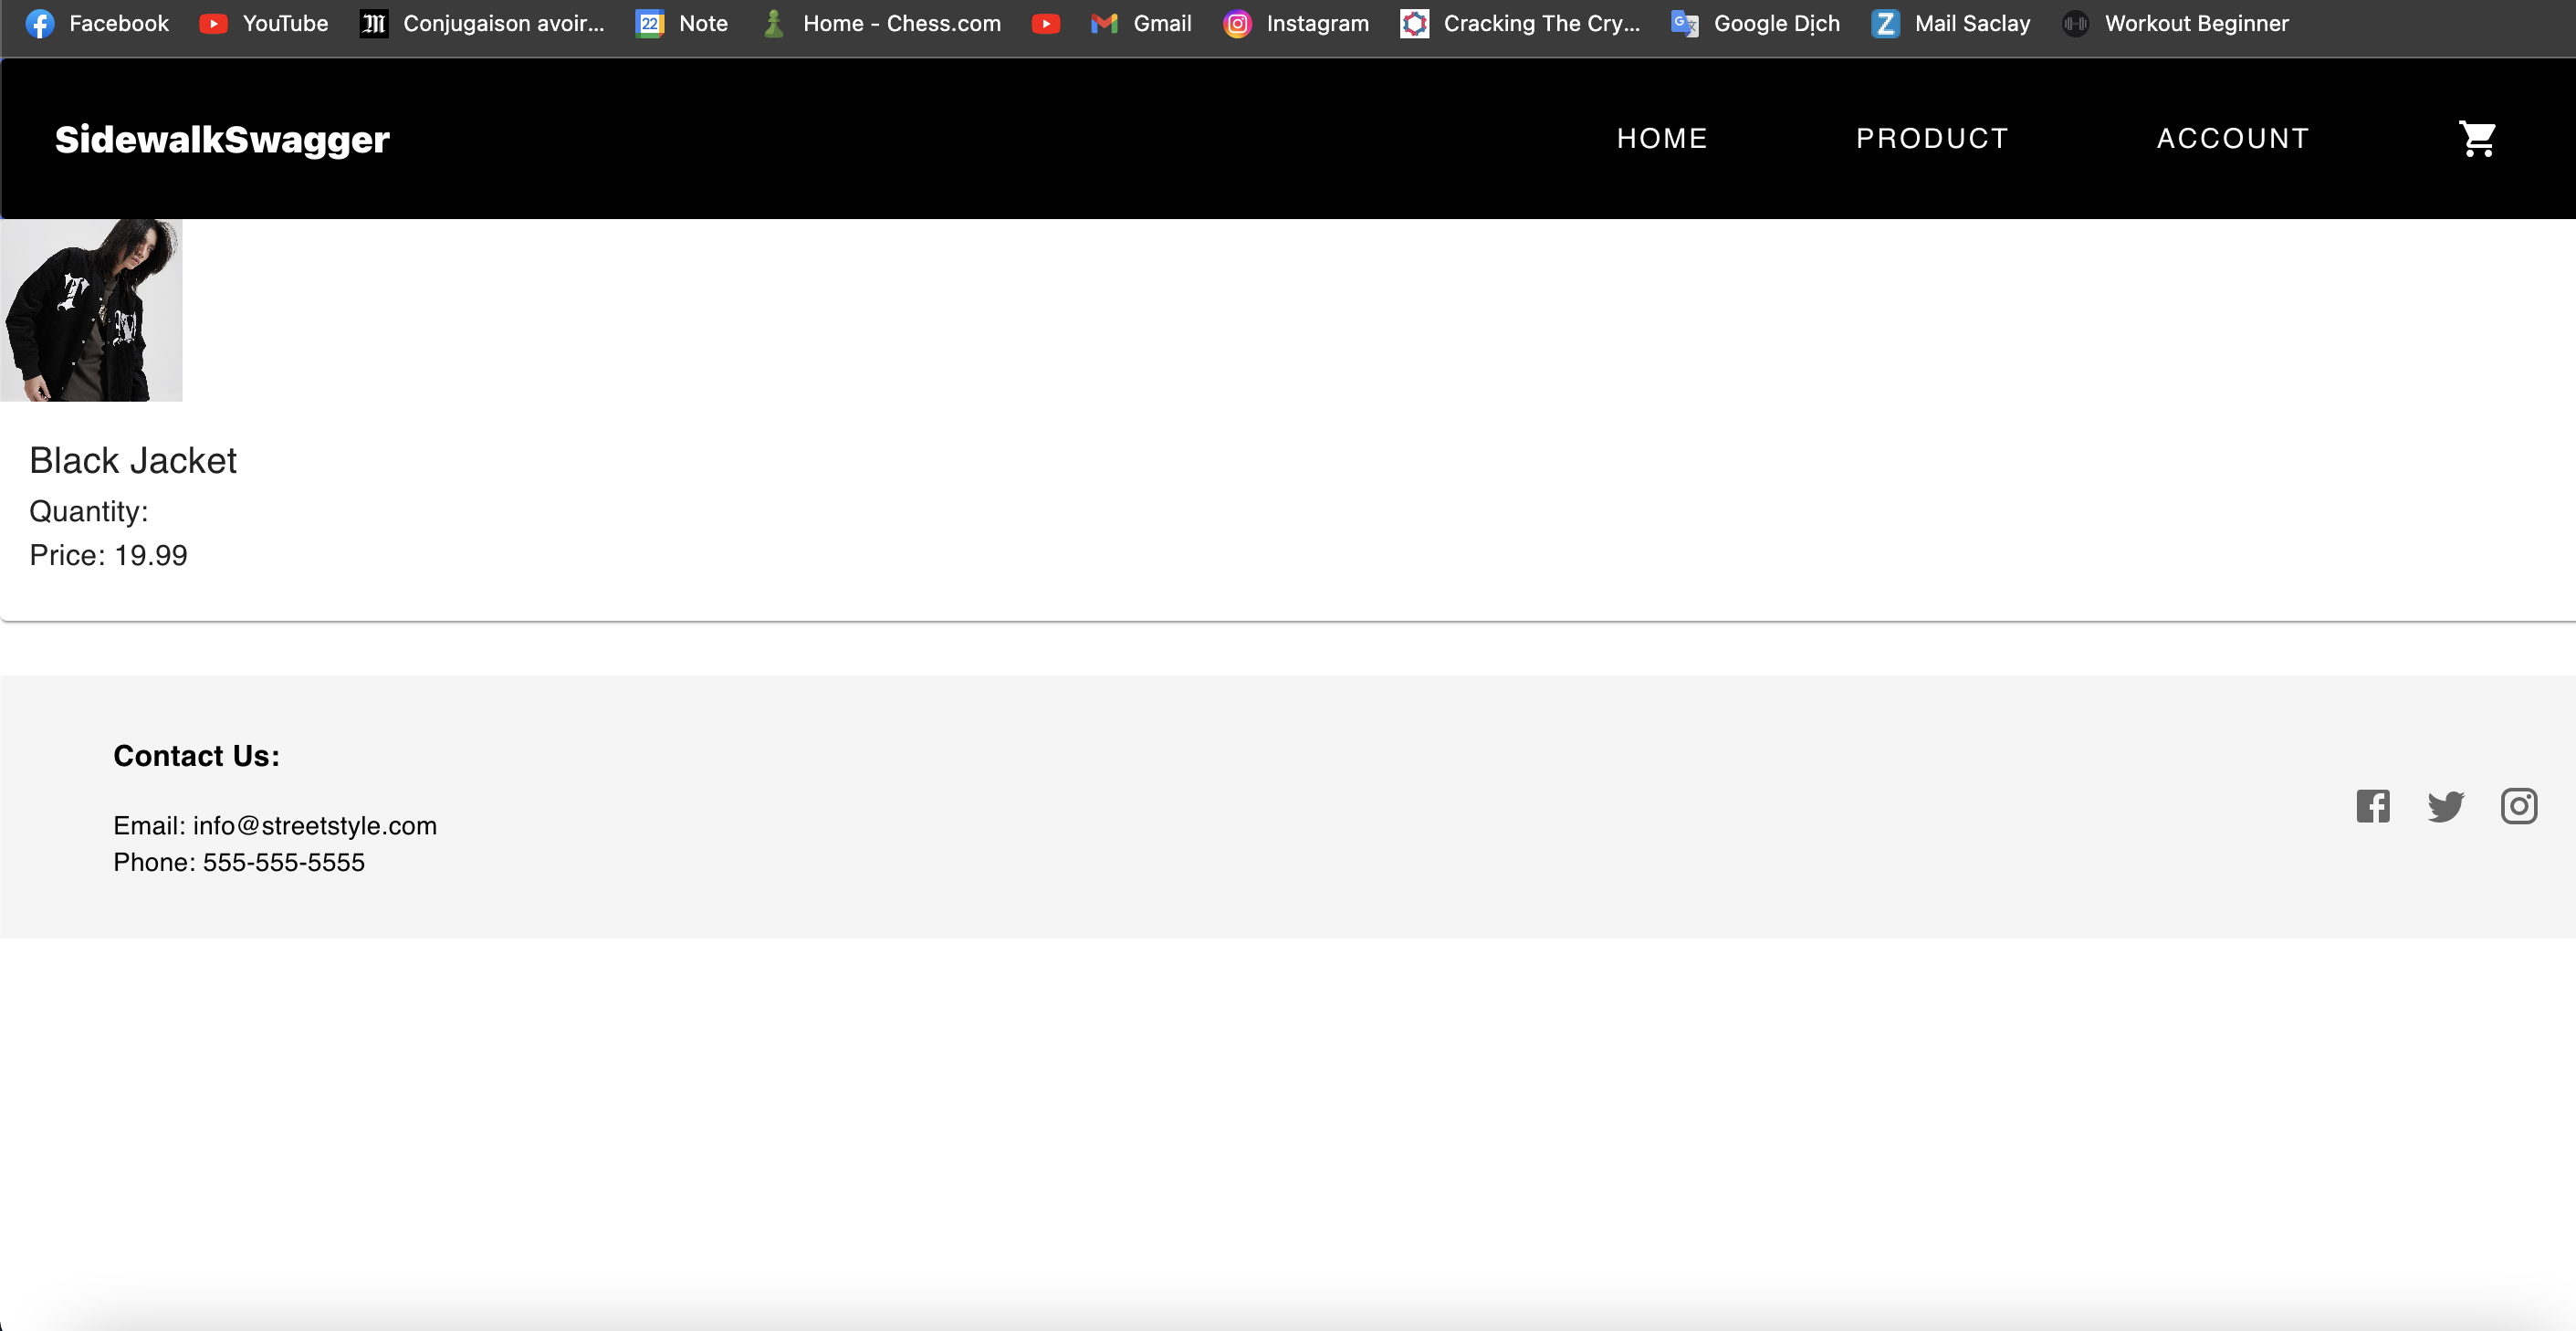 Facebook YouTube Conjugaison avoir... 22 Note Home - Chess.com Gmail Instagram Cracking The Cry... Google Dịch Mail Saclay Workout Beginner
SidewalkSwagger HOME PRODUCT ACCOUNT
T M
Black Jacket
Quantity:
Price: 19.99
Contact Us:
Email: info@streetstyle.com
Phone: 555-555-5555